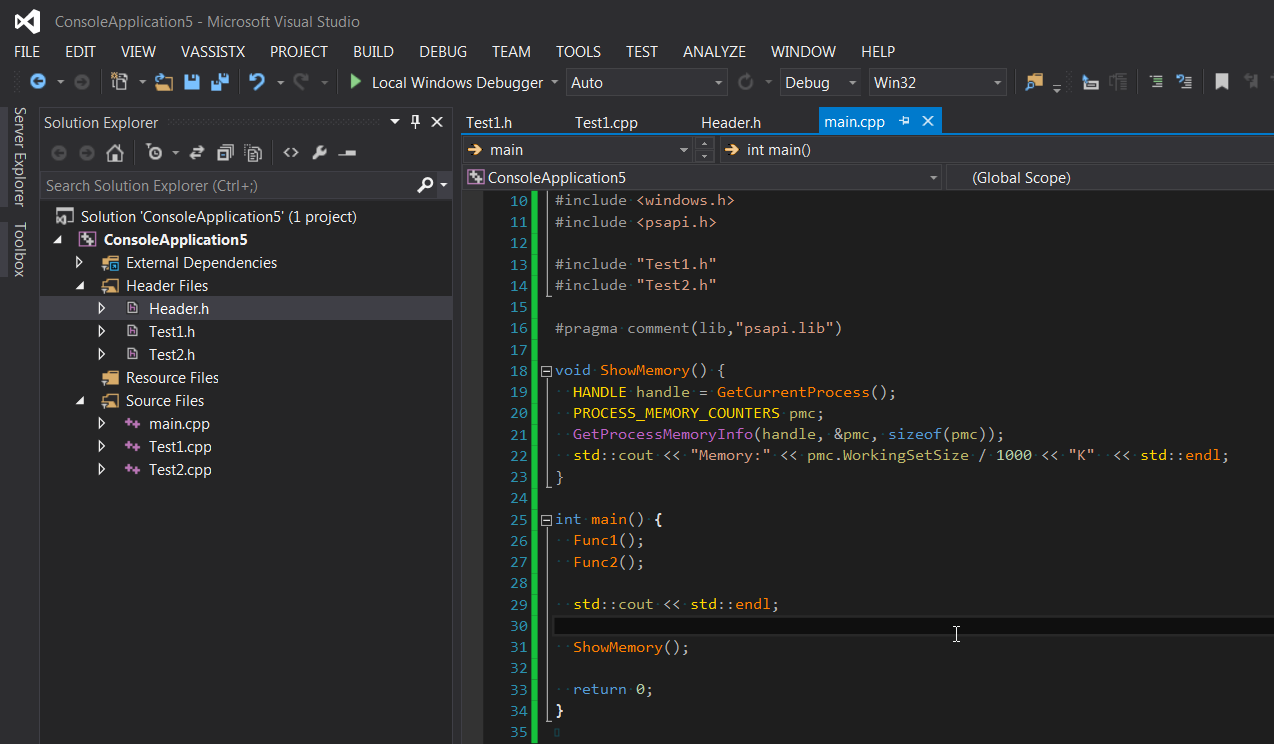 ConsoleApplication5 - Microsoft Visual Studio
FILE EDIT VIEW VASSISTX PROJECT BUILD DEBUG TEAM TOOLS TEST ANALYZE WINDOW HELP
Local Windows Debugger Auto Debug Win32
Server Explorer
Toolbox
Solution Explorer
Search Solution Explorer (Ctrl+;)
Solution 'ConsoleApplication5' (1 project)
ConsoleApplication5
External Dependencies
Header Files
Header.h
Test1.h
Test2.h
Resource Files
Source Files
main.cpp
Test1.cpp
Test2.cpp
Test1.h Test1.cpp Header.h main.cpp
main int main()
ConsoleApplication5 (Global Scope)
10 #include <windows.h>
11 #include <psapi.h>
12
13 #include "Test1.h"
14 #include "Test2.h"
15
16 #pragma comment(lib,"psapi.lib")
17
18 void ShowMemory() {
19 HANDLE handle = GetCurrentProcess();
20 PROCESS_MEMORY_COUNTERS pmc;
21 GetProcessMemoryInfo(handle, &pmc, sizeof(pmc));
22 std::cout << "Memory:" << pmc.WorkingSetSize / 1000 << "K" << std::endl;
23 }
24
25 int main() {
26 Func1();
27 Func2();
28
29 std::cout << std::endl;
30
31 ShowMemory();
32
33 return 0;
34 }
35